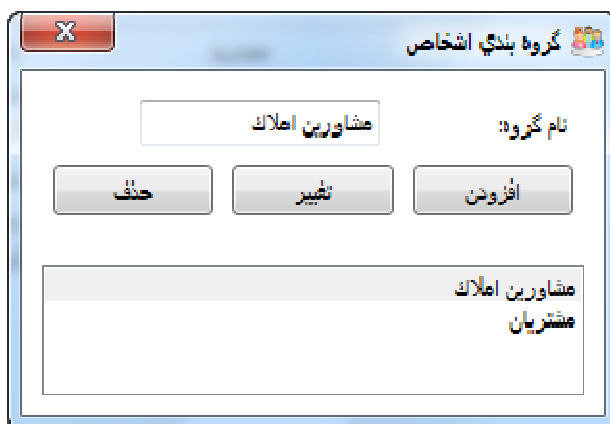 گروه بندي اشخاص
نام گروه:
مشاورين املاك
افزودن
تغيير
حذف
مشاورين املاك
مشتريان